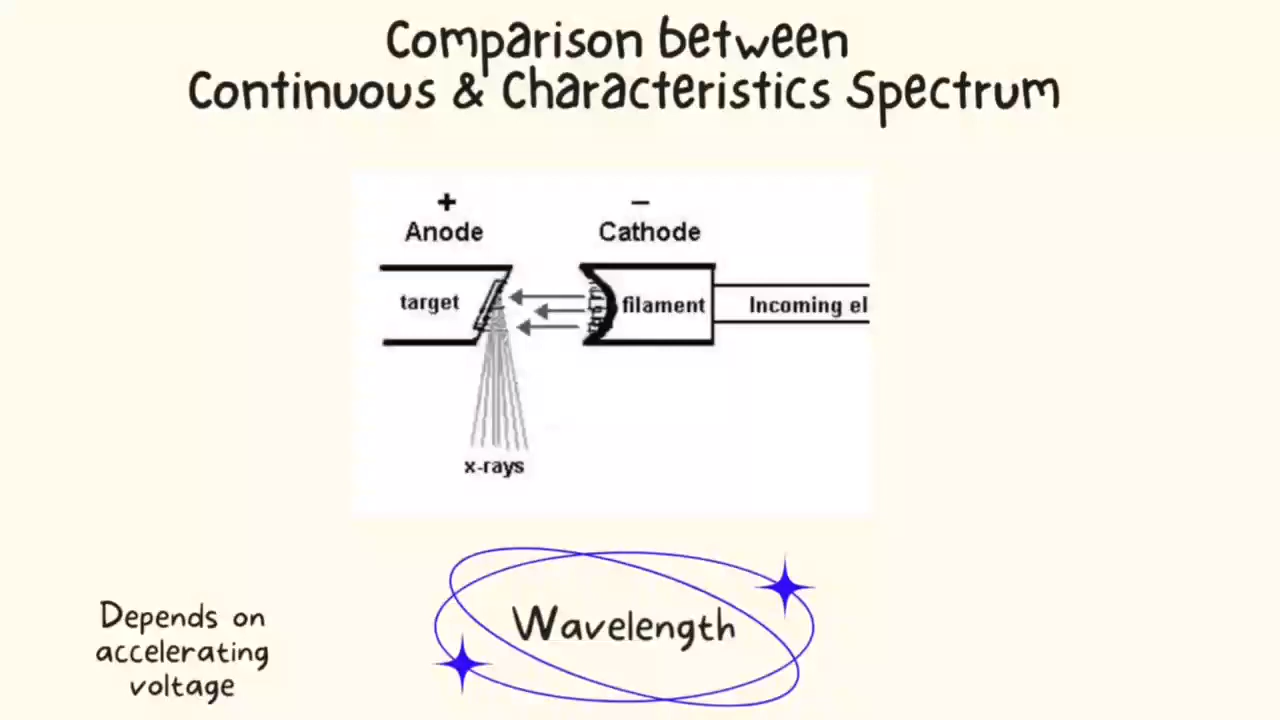 Comparison between
Continuous & Characteristics Spectrum
+ −
Anode Cathode
target filament Incoming el
x-rays
Depends on
accelerating
voltage
Wavelength